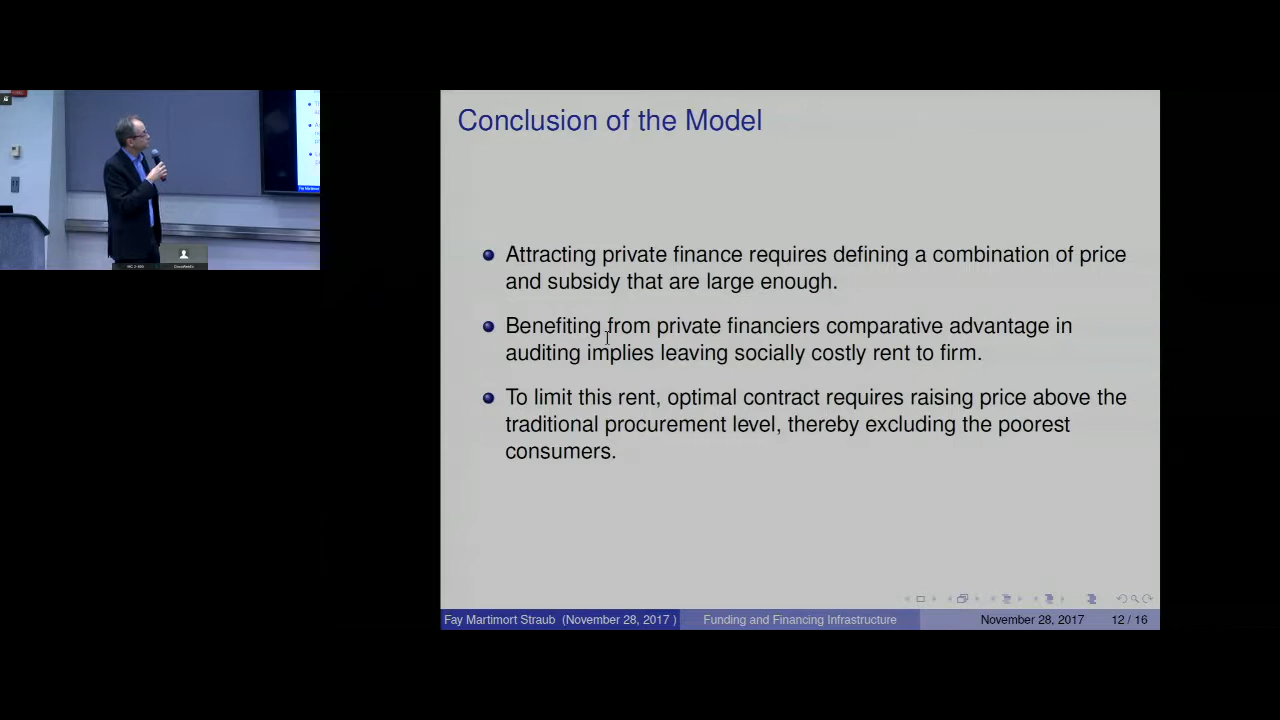 Conclusion of the Model
Attracting private finance requires defining a combination of price
and subsidy that are large enough.
Benefiting from private financiers comparative advantage in
auditing implies leaving socially costly rent to firm.
To limit this rent, optimal contract requires raising price above the
traditional procurement level, thereby excluding the poorest
consumers.
Fay Martimort Straub (November 28, 2017 )
Funding and Financing Infrastructure
November 28, 2017
12 / 16